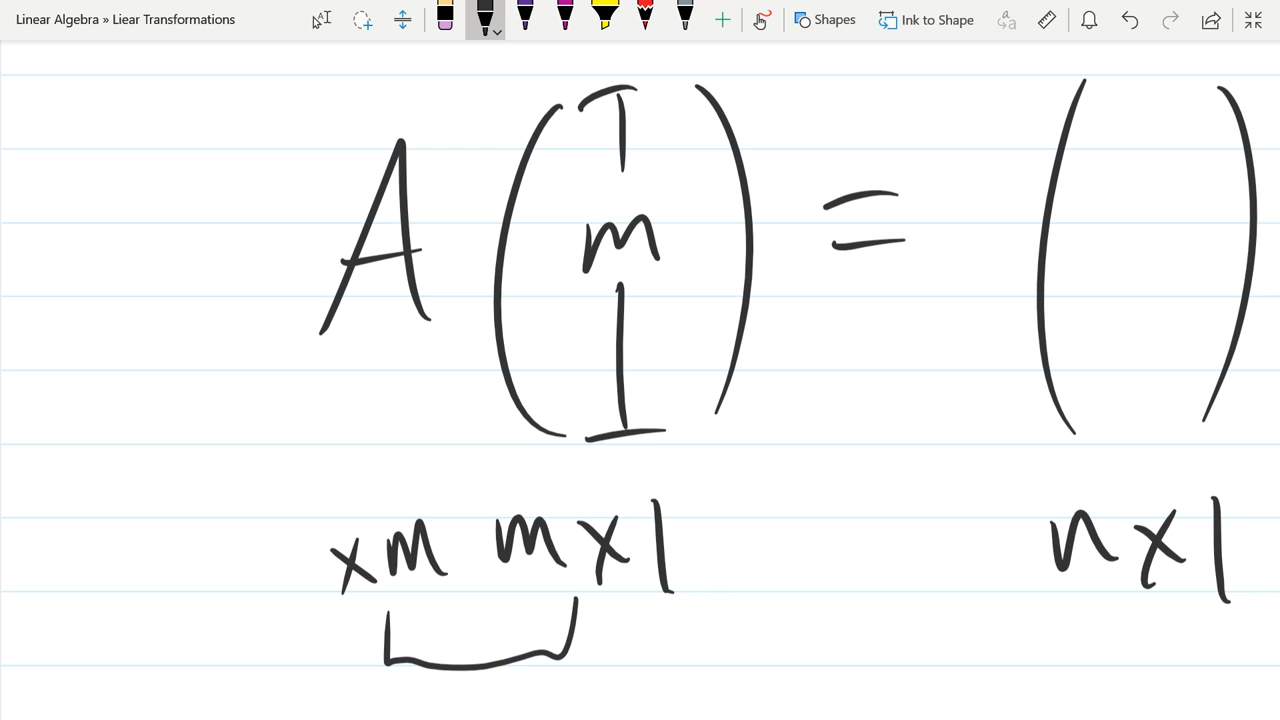 Linear Algebra » Liear Transformations
Shapes
Ink to Shape
A ( m ) = ( )
xm mx1 nx1